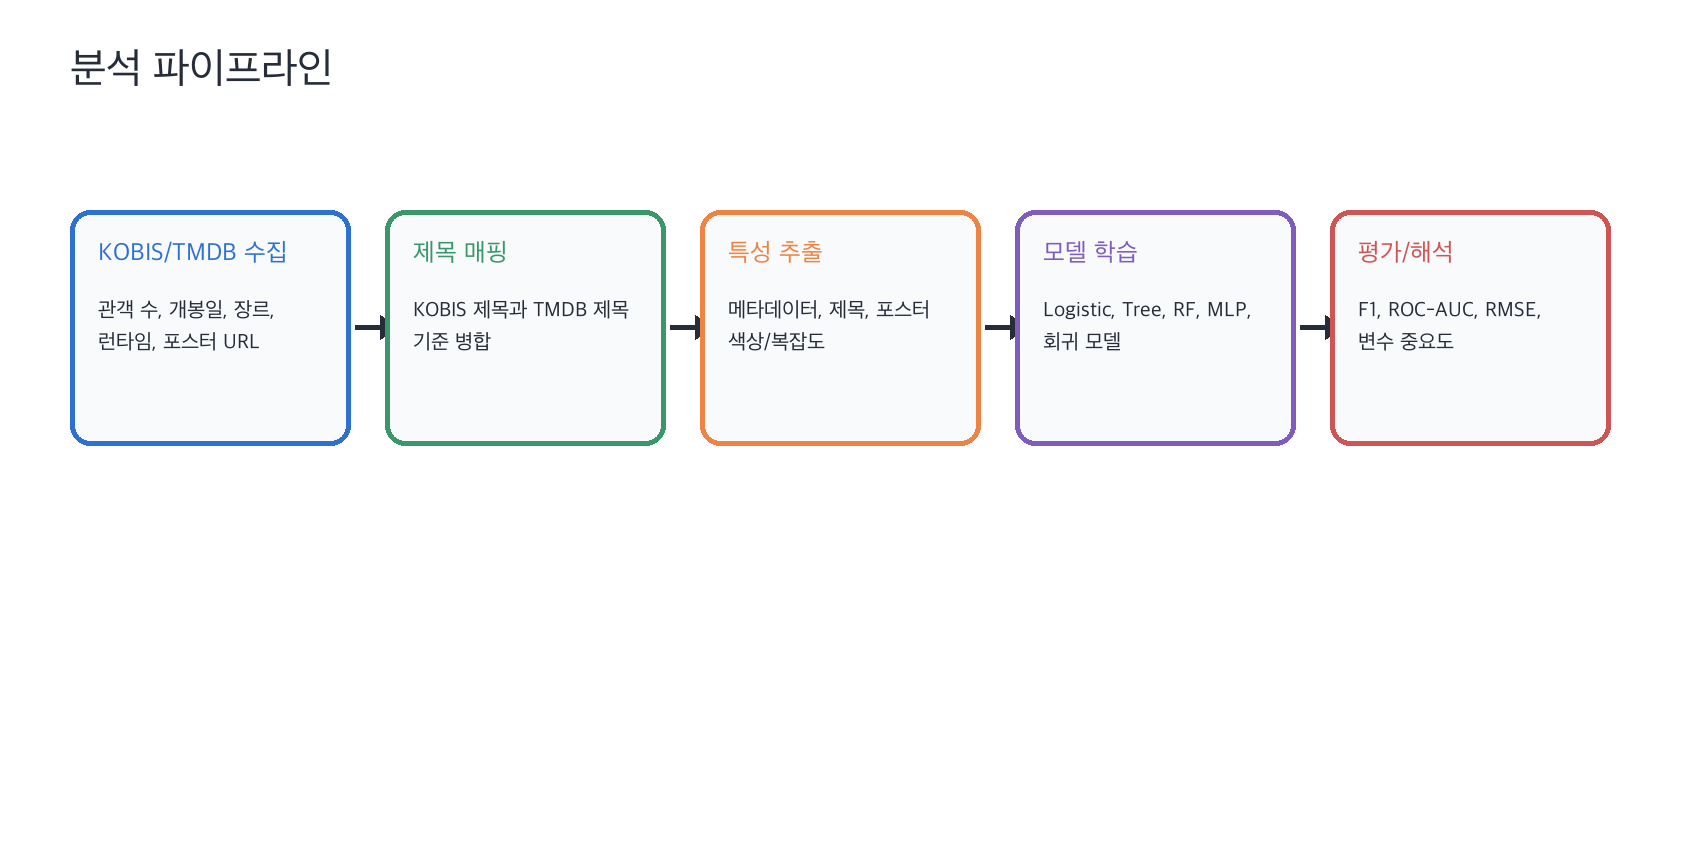 분석 파이프라인
KOBIS/TMDB 수집
관객 수, 개봉일, 장르,
런타임, 포스터 URL
제목 매핑
KOBIS 제목과 TMDB 제목
기준 병합
특성 추출
메타데이터, 제목, 포스터
색상/복잡도
모델 학습
Logistic, Tree, RF, MLP,
회귀 모델
평가/해석
F1, ROC-AUC, RMSE,
변수 중요도